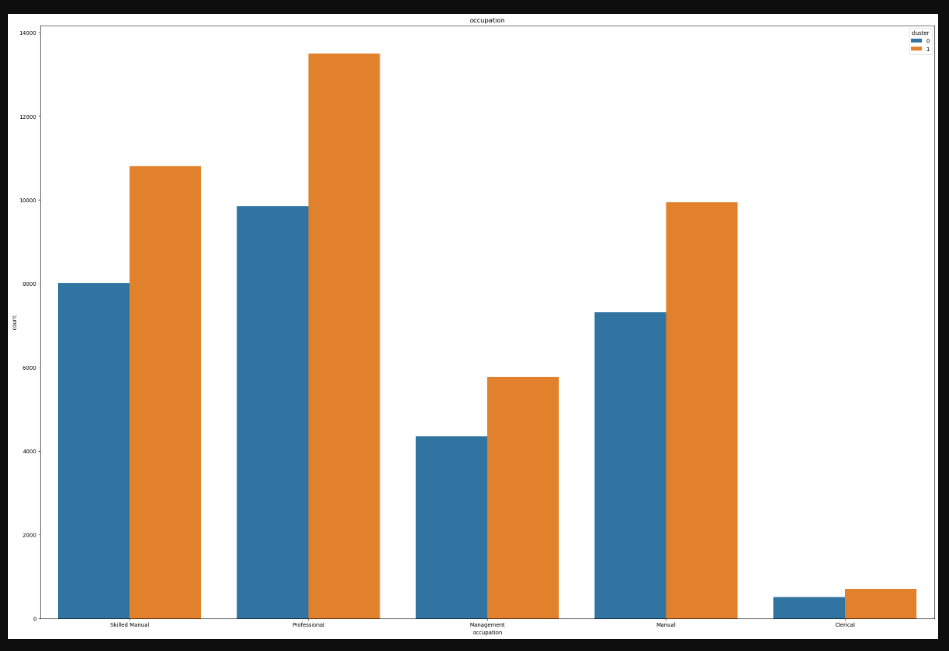 occupation
cluster
0
1
14000
12000
10000
8000
6000
4000
2000
0
count
Skilled Manual
Professional
Management
Manual
Clerical
occupation